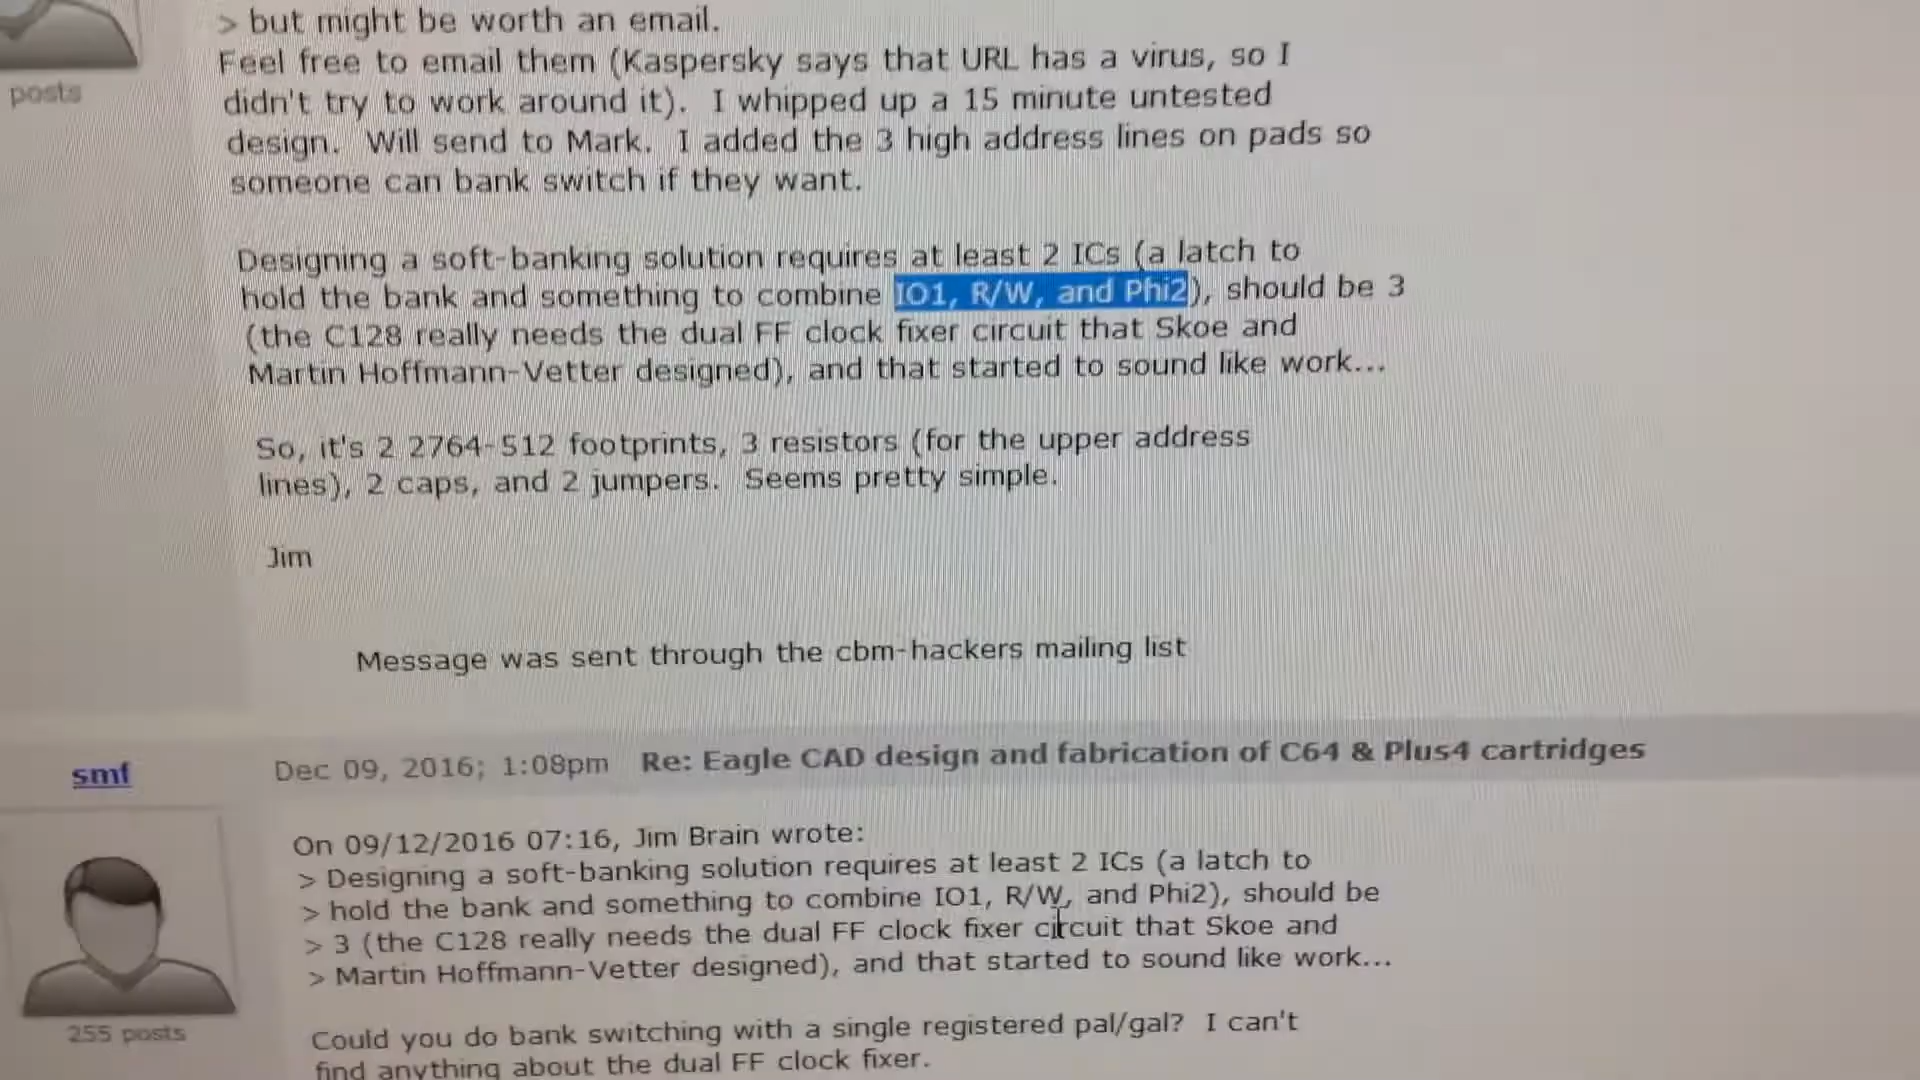 > but might be worth an email.
Feel free to email them (Kaspersky says that URL has a virus, so I
didn't try to work around it). I whipped up a 15 minute untested
design. Will send to Mark. I added the 3 high address lines on pads so
someone can bank switch if they want.
posts
Designing a soft-banking solution requires at least 2 ICs (a latch to
hold the bank and something to combine IO1, R/W, and Phi2), should be 3
(the C128 really needs the dual FF clock fixer circuit that Skoe and
Martin Hoffmann-Vetter designed), and that started to sound like work...
So, it's 2 2764-512 footprints, 3 resistors (for the upper address
lines), 2 caps, and 2 jumpers. Seems pretty simple.
Jim
Message was sent through the cbm-hackers mailing list
smf
Dec 09, 2016; 1:08pm Re: Eagle CAD design and fabrication of C64 & Plus4 cartridges
On 09/12/2016 07:16, Jim Brain wrote:
> Designing a soft-banking solution requires at least 2 ICs (a latch to
> hold the bank and something to combine IO1, R/W, and Phi2), should be
> 3 (the C128 really needs the dual FF clock fixer circuit that Skoe and
> Martin Hoffmann-Vetter designed), and that started to sound like work...
255 posts
Could you do bank switching with a single registered pal/gal? I can't
find anything about the dual FF clock fixer.